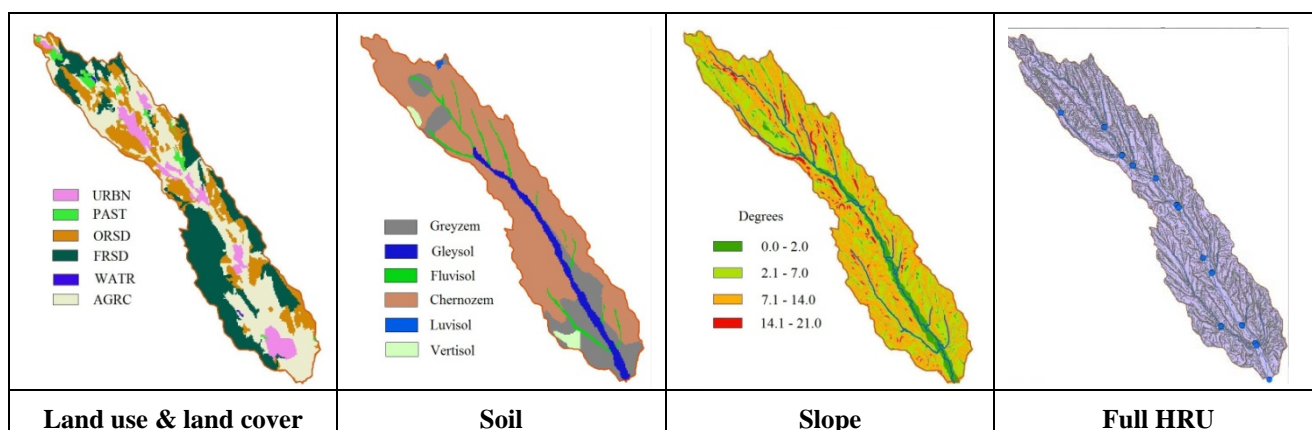 URBN
PAST
ORSD
FRSD
WATR
AGRC
Greyzem
Gleysol
Fluvisol
Chernozem
Luvisol
Vertisol
Degrees
0.0 - 2.0
2.1 - 7.0
7.1 - 14.0
14.1 - 21.0
Land use & land cover
Soil
Slope
Full HRU